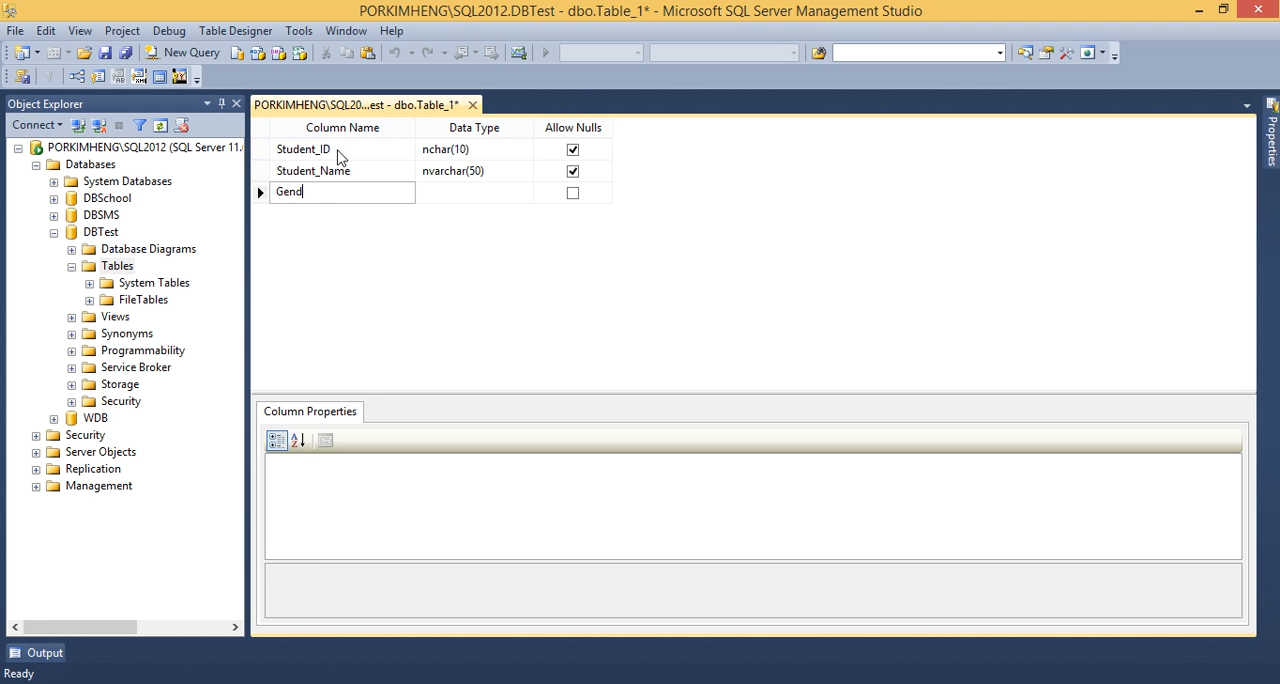 PORKIMHENG\SQL2012.DBTest - dbo.Table_1* - Microsoft SQL Server Management Studio
File Edit View Project Debug Table Designer Tools Window Help
New Query
Object Explorer
PORKIMHENG\SQL20...est - dbo.Table_1*
Properties
Connect
Column Name Data Type Allow Nulls
PORKIMHENG\SQL2012 (SQL Server 11.
Student_ID nchar(10)
Databases
Student_Name nvarchar(50)
System Databases
Gend
DBSchool
DBSMS
DBTest
Database Diagrams
Tables
System Tables
FileTables
Views
Synonyms
Programmability
Service Broker
Storage
Security
WDB
Security
Server Objects
Replication
Management
Column Properties
Output
Ready